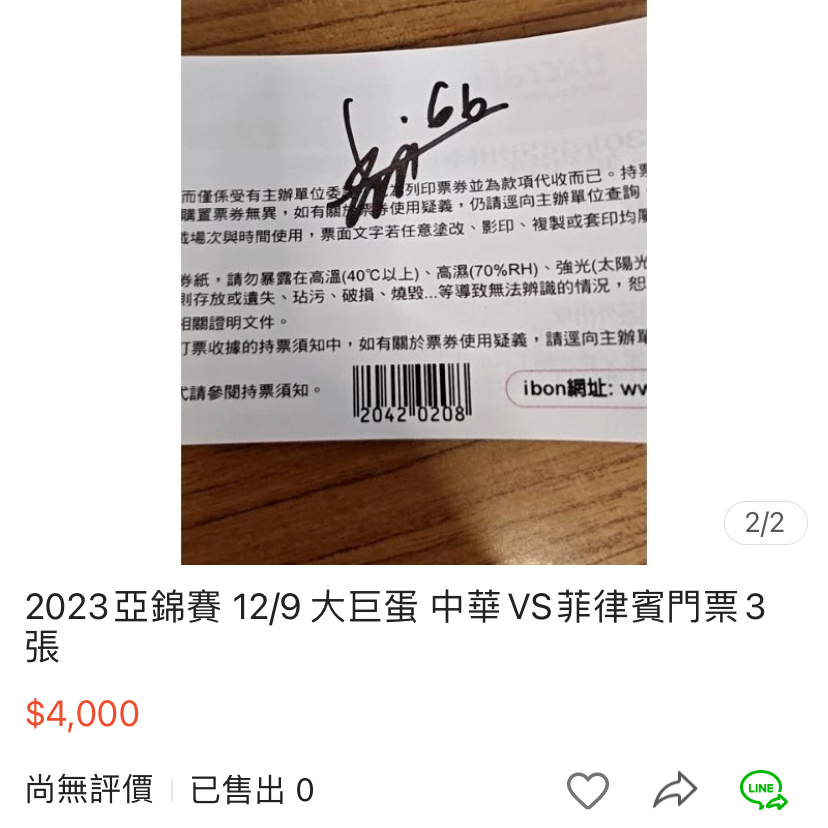 .66
而僅係受有主辦單位委 列印票券並為款項代收而已。持票
購置票券無異，如有關於票券使用疑義，仍請逕向主辦單位查詢
場次與時間使用，票面文字若任意塗改、影印、複製或套印均屬
券紙，請勿暴露在高溫(40℃以上)、高濕(70%RH)、強光(太陽光
則存放或遺失、玷污、破損、燒毀...等導致無法辨識的情況，恕
相關證明文件。
訂票收據的持票須知中，如有關於票券使用疑義，請逕向主辦單
請參閱持票須知。
20420208
ibon網址: ww
2/2
2023亞錦賽 12/9 大巨蛋 中華VS菲律賓門票3
張
$4,000
尚無評價
已售出 0
LINE